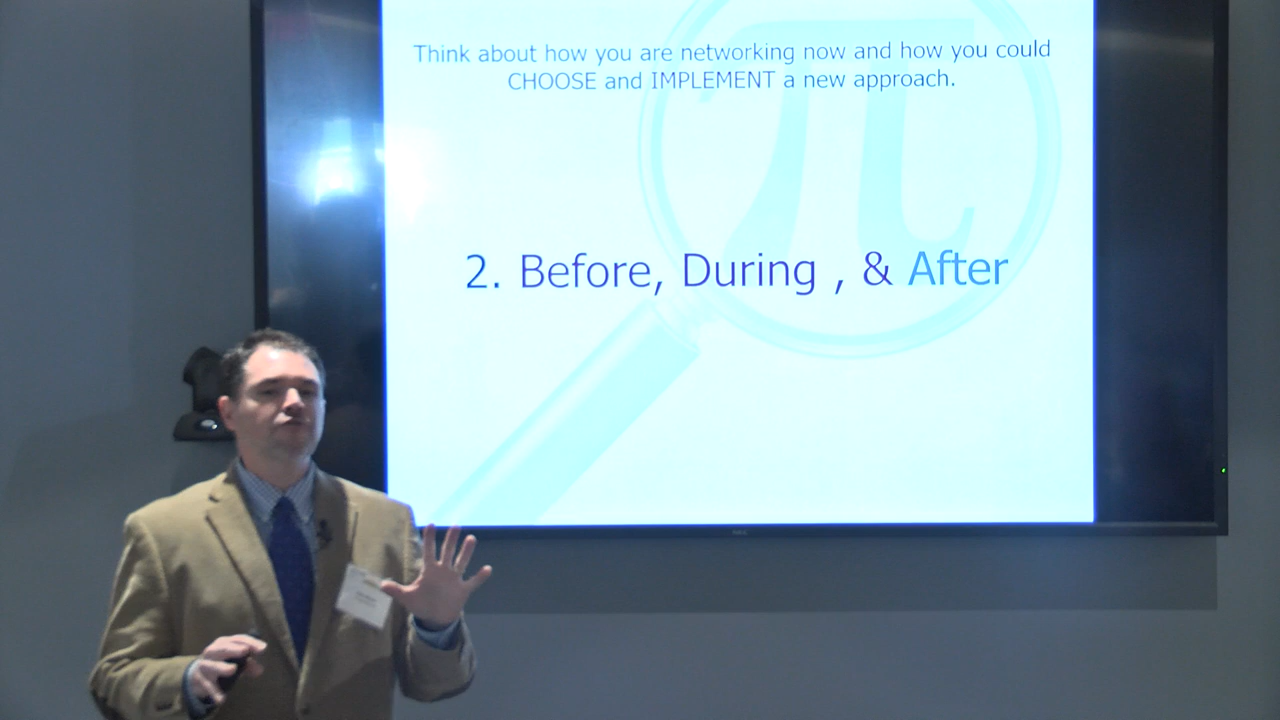 Think about how you are networking now and how you could
CHOOSE and IMPLEMENT a new approach.
2. Before, During , & After
NEC